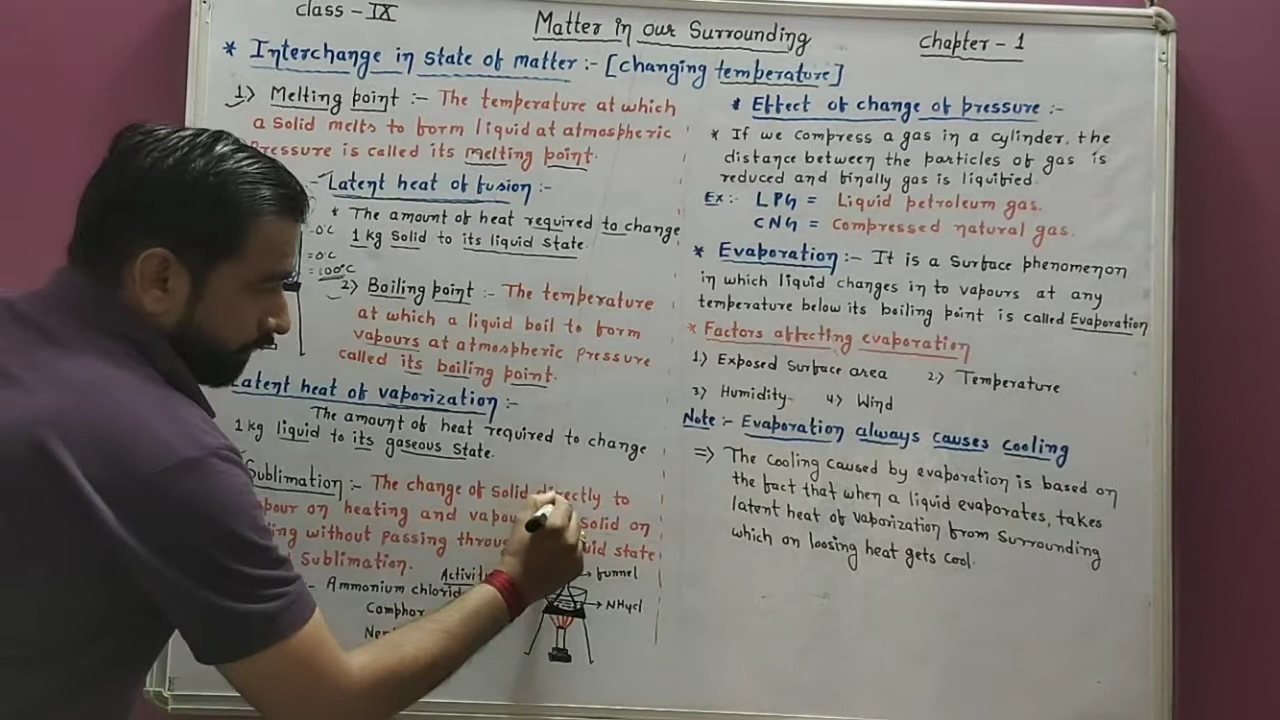 class - IX
Matter in our Surrounding
Chapter - 1
* Interchange in state of matter :- [changing temperature]
1) Melting point :- The temperature at which
a Solid melts to form liquid at atmospheric
Pressure is called its melting point.
Latent heat of fusion :-
* The amount of heat required to change
1 kg Solid to its liquid State.
0°C
= 0°C
= 100°C
2) Boiling point :- The temperature
at which a liquid boil to form
vapours at atmospheric Pressure
called its boiling point.
Latent heat of vaporization :-
The amount of heat required to change
1 kg liquid to its gaseous State.
Sublimation :- The change of Solid directly to
on heating and solid on
without passing state
Sublimation.
Activit
funnel
Ammonium chlorid
NH4Cl
Comphor
* Effect of change of pressure :-
* If we compress a gas in a cylinder, the
distance between the particles of gas is
reduced and finally gas is liquified.
Ex:- LPG = Liquid petroleum gas.
CNG = Compressed natural gas.
* Evaporation :- It is a Surface phenomenon
in which liquid changes in to vapours at any
temperature below its boiling point is called Evaporation
* Factors affecting evaporation
1.) Exposed Surface area 2.) Temperature
3) Humidity 4.) Wind
Note :- Evaporation always causes cooling
=> The Cooling caused by evaporation is based on
the fact that when a liquid evaporates, takes
latent heat of vaporization from Surrounding
which on loosing heat gets cool.